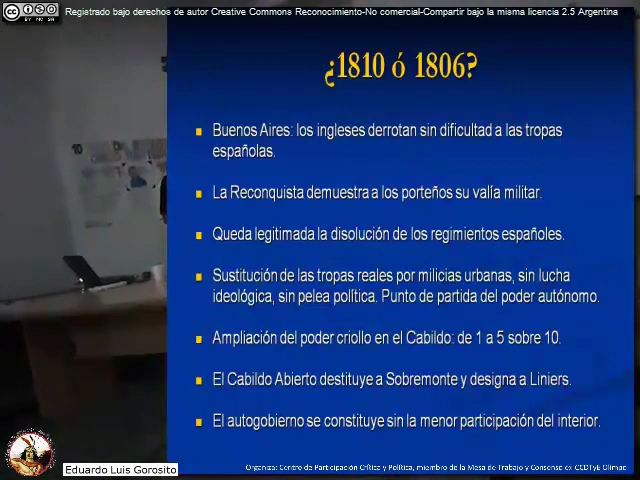 Registrado bajo derechos de autor Creative Commons Reconocimiento-No comercial-Compartir bajo la misma licencia 2.5 Argentina
¿1810 ó 1806?
Buenos Aires: los ingleses derrotan sin dificultad a las tropas
españolas.
La Reconquista demuestra a los porteños su valía militar.
Queda legitimada la disolución de los regimientos españoles.
Sustitución de las tropas reales por milicias urbanas, sin lucha
ideológica, sin pelea política. Punto de partida del poder autónomo.
Ampliación del poder criollo en el Cabildo: de 1 a 5 sobre 10.
El Cabildo Abierto destituye a Sobremonte y designa a Liniers.
El autogobierno se constituye sin la menor participación del interior.
Eduardo Luis Gorosito
Organiza: Centro de Participación Crítica y Política, miembro de la Mesa de Trabajo y Consenso ex-CCDTyE Olimpo